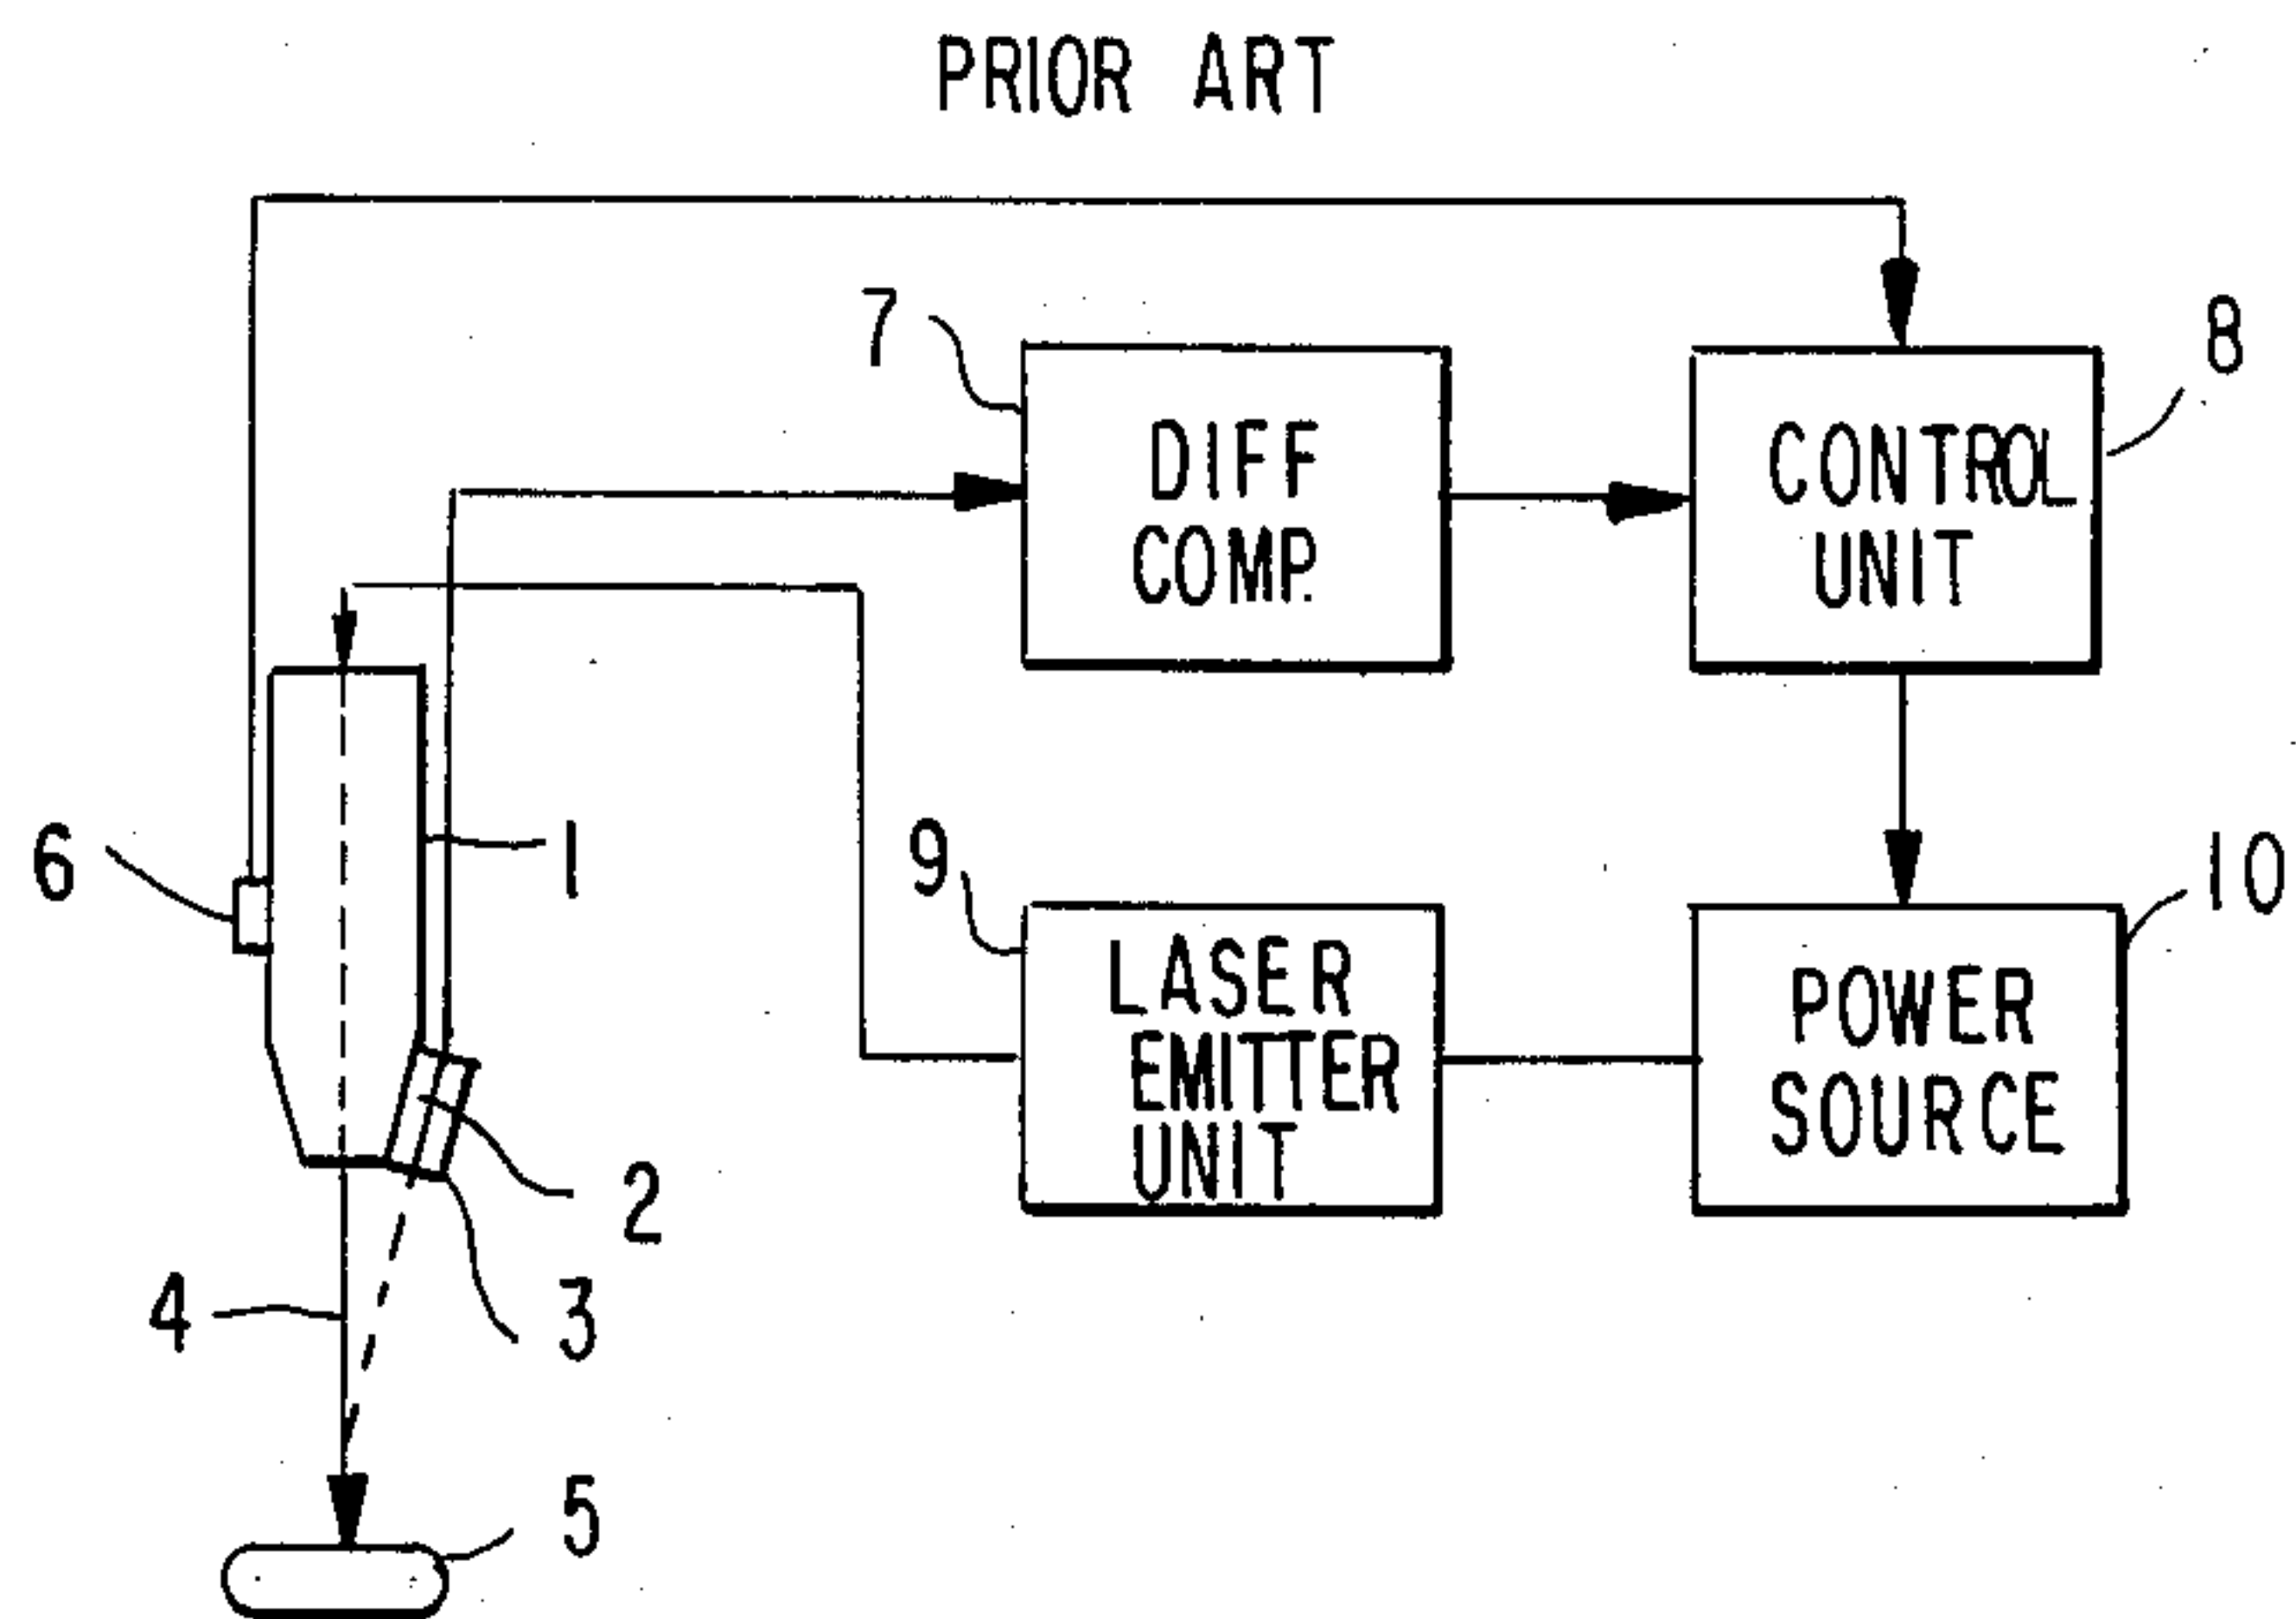 PRIOR ART
7
8
DIFF
COMP.
CONTROL
UNIT
6
1
9
10
LASER
EMITTER
UNIT
POWER
SOURCE
2
3
4
5